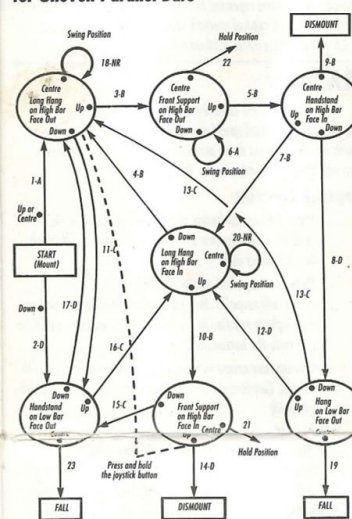 for Uneven Parallel Bars
DISMOUNT
Swing Position
18-NR
Hold Position
22
9-B
Centre
Long Hang
on High Bar
Face Out
Up
Down
3-B
Centre
Front Support
on High Bar
Face Out
Up
Down
5-B
Centre
Handstand
on High Bar
Face In
Up
Down
6-A
Swing Position
7-B
1-A
4-B
13-C
Up or
Centre
11-C
Down
Long Hang
on High Bar
Face In
Centre
Up
20-NR
Swing Position
8-D
START
(Mount)
Down
17-D
2-D
16-C
10-B
12-D
13-C
Down
Handstand
on Low Bar
Face Out
Up
Centre
15-C
Down
Front Support
on High Bar
Face In
Up
Centre
21
Hold Position
Down
Hang
on Low Bar
Face Out
Up
Centre
23
Press and hold
the joystick button
14-D
19
FALL
DISMOUNT
FALL